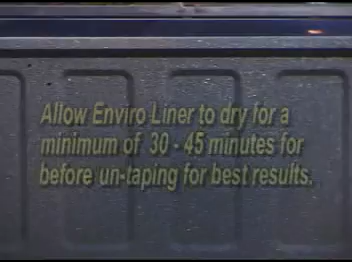 Allow Enviro Liner to dry for a
minimum of 30 - 45 minutes for
before un-taping for best results.